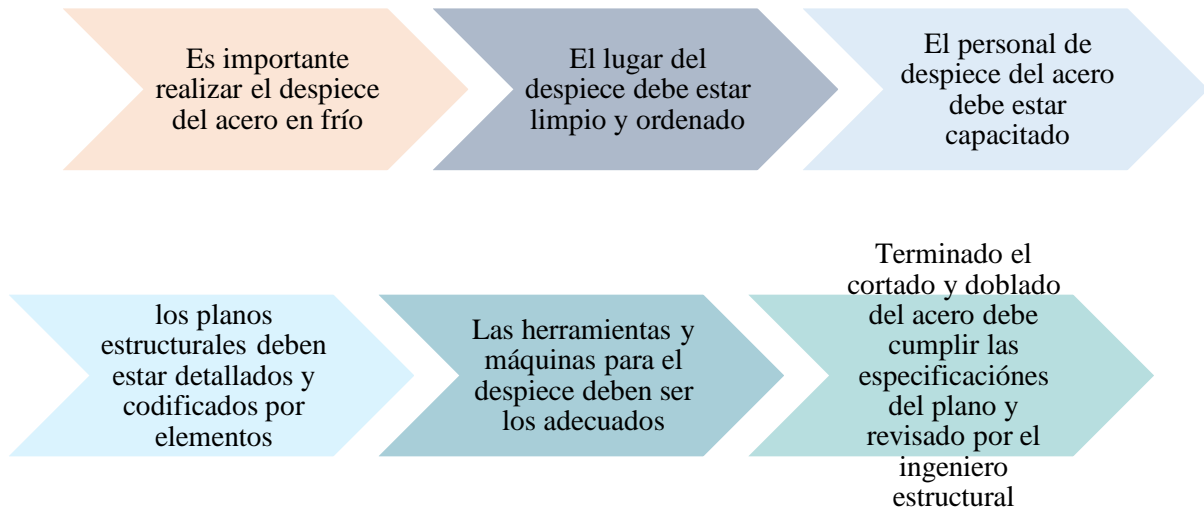 Es importante
realizar el despiece
del acero en frío
El lugar del
despiece debe estar
limpio y ordenado
El personal de
despiece del acero
debe estar
capacitado
los planos
estructurales deben
estar detallados y
codificados por
elementos
Las herramientas y
máquinas para el
despiece deben ser
los adecuados
Terminado el
cortado y doblado
del acero debe
cumplir las
especificaciónes
del plano y
revisado por el
ingeniero
estructural